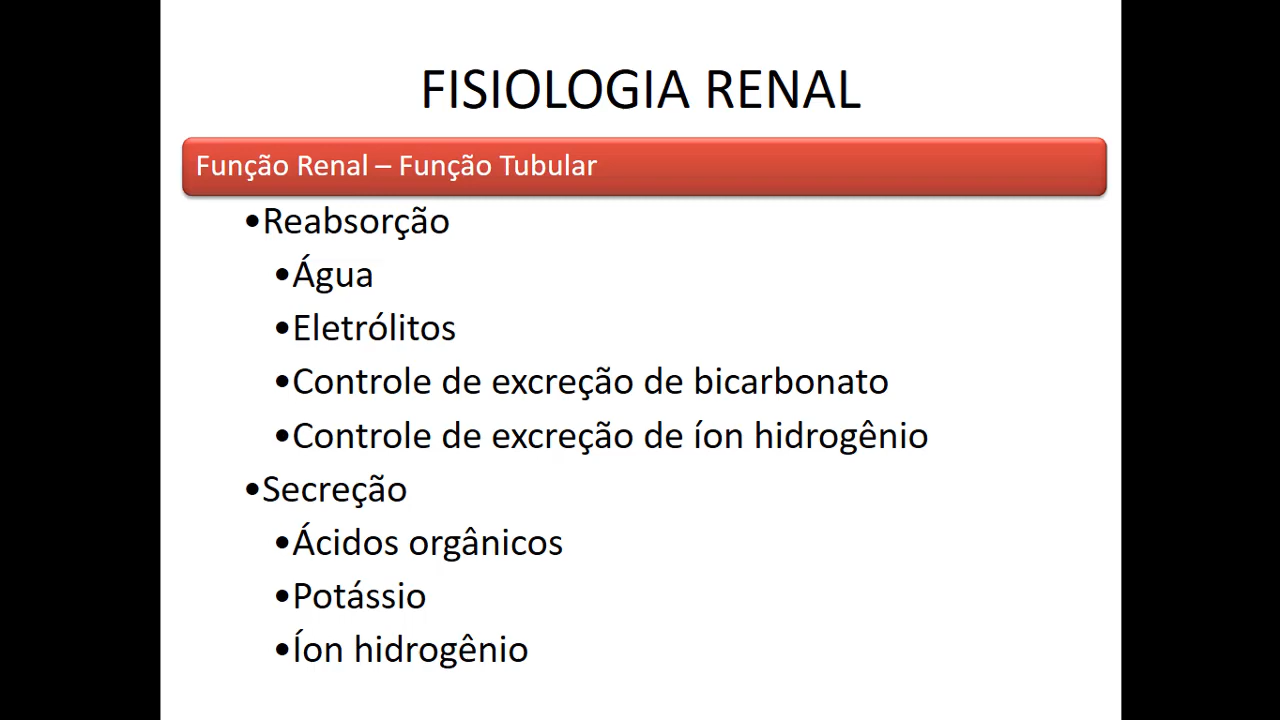 FISIOLOGIA RENAL
Função Renal – Função Tubular
•Reabsorção
•Água
•Eletrólitos
•Controle de excreção de bicarbonato
•Controle de excreção de íon hidrogênio
•Secreção
•Ácidos orgânicos
•Potássio
•Íon hidrogênio